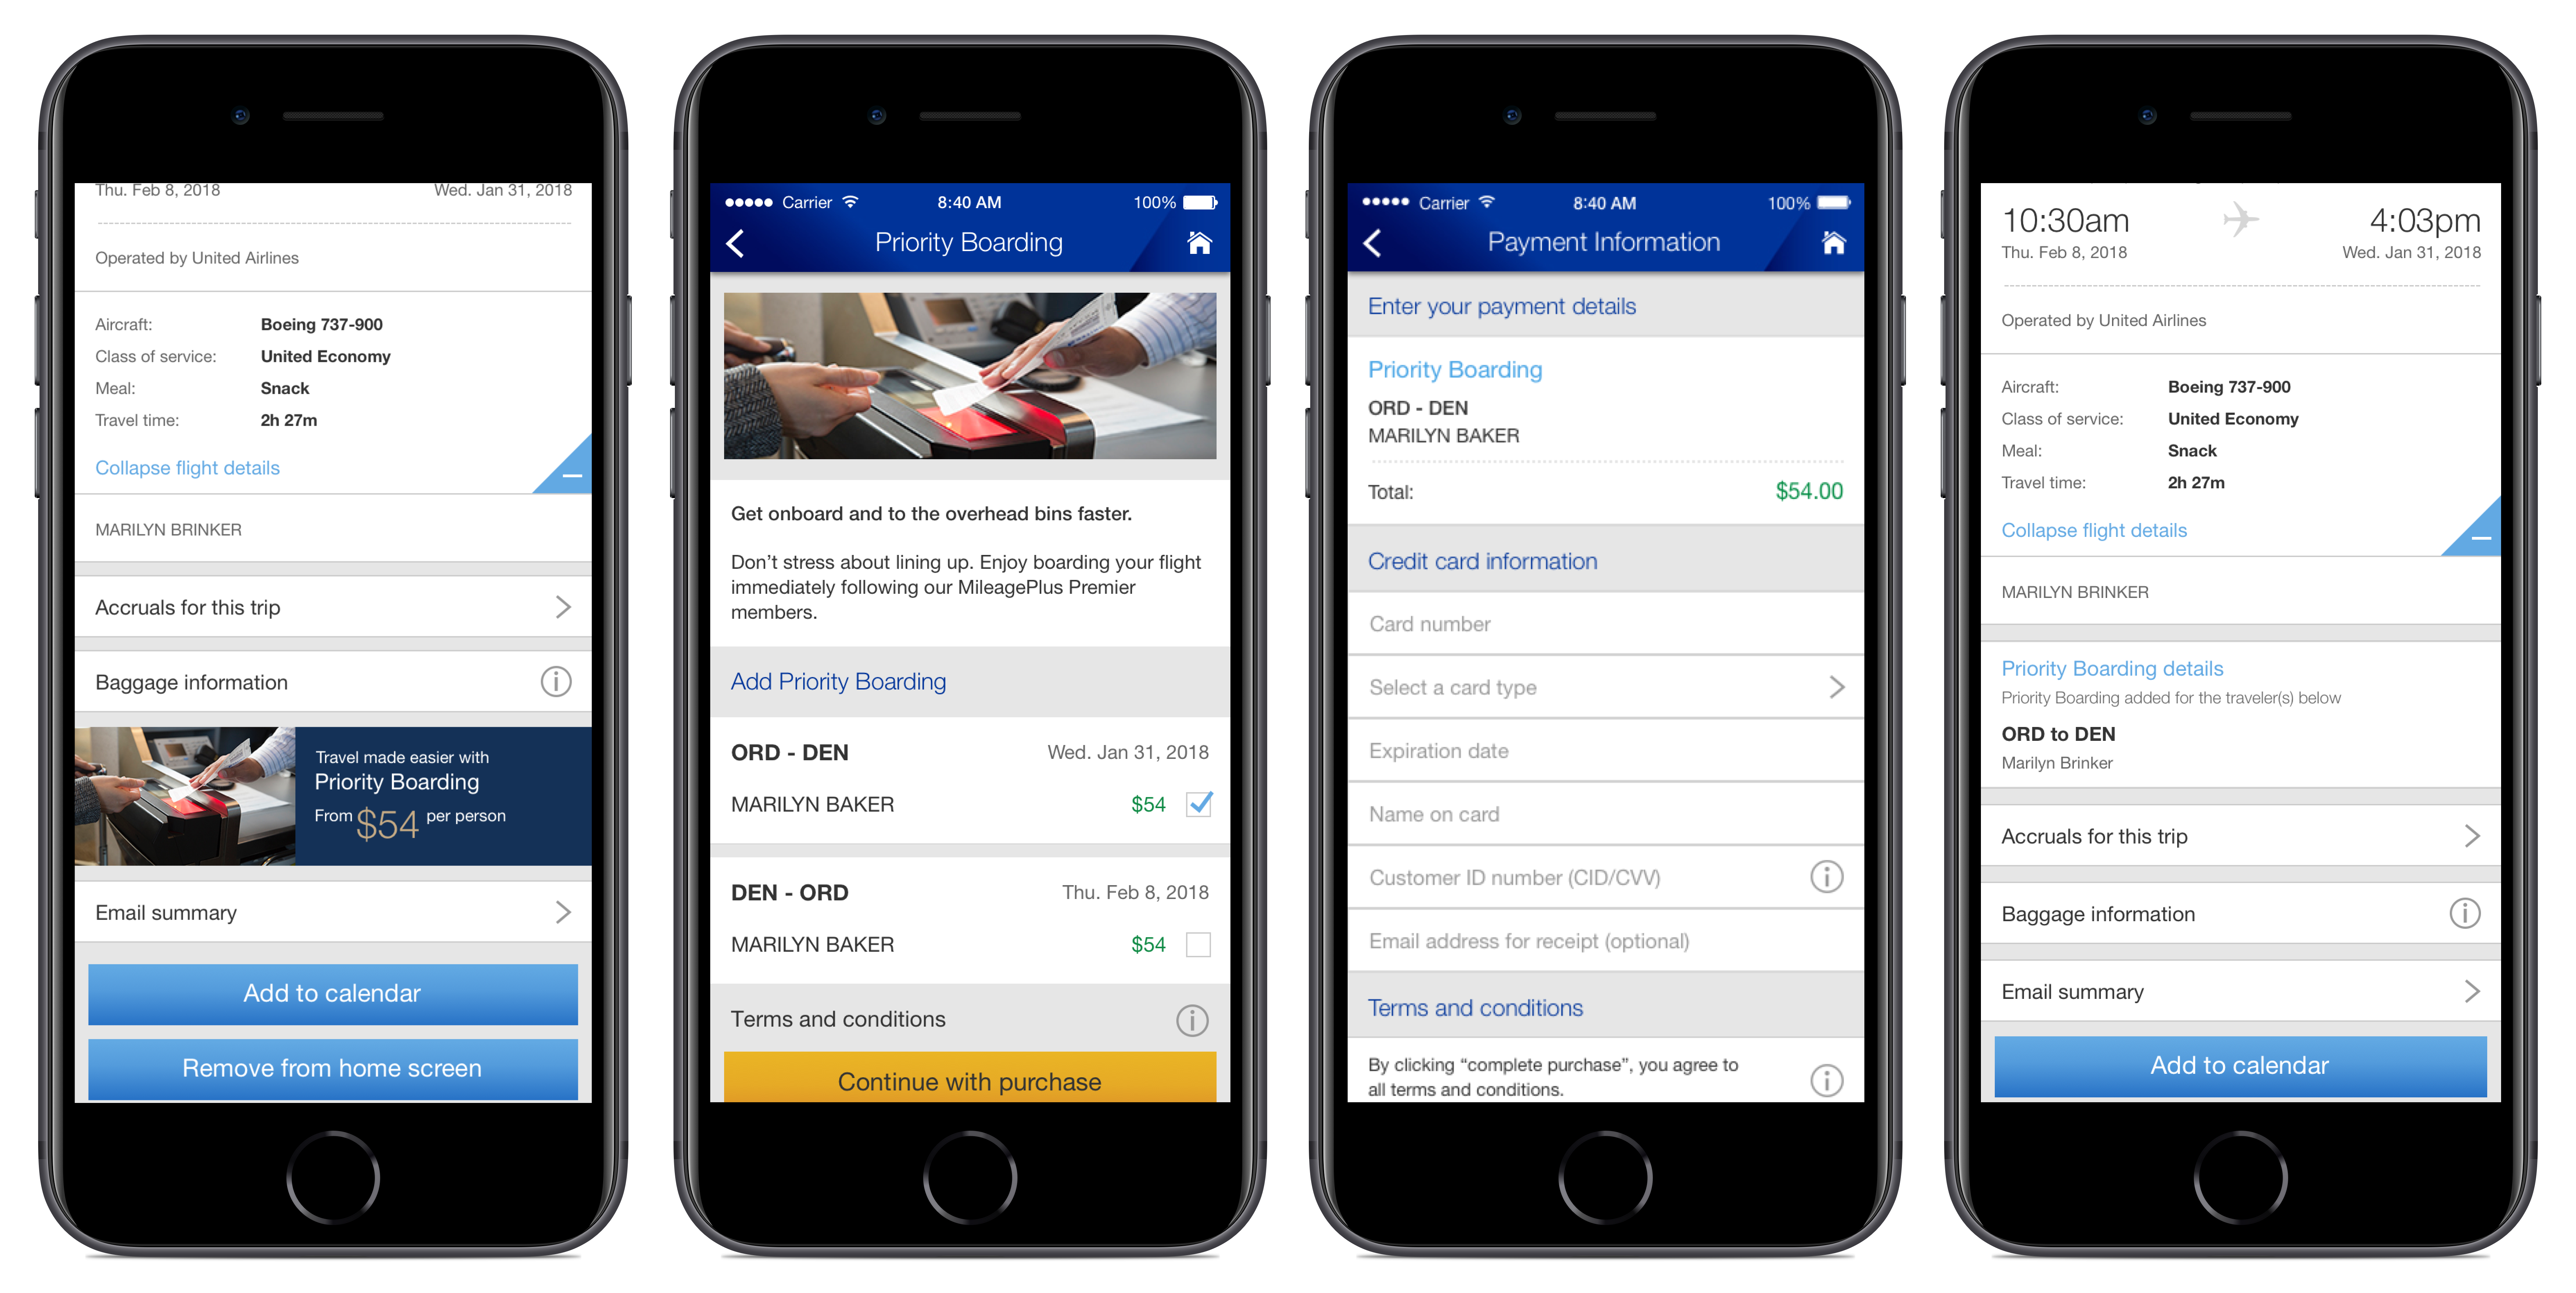 Thu. Feb 8, 2018 Wed. Jan 31, 2018
Operated by United Airlines
Aircraft: Boeing 737-900
Class of service: United Economy
Meal: Snack
Travel time: 2h 27m
Collapse flight details
MARILYN BRINKER
Accruals for this trip
Baggage information
Travel made easier with
Priority Boarding
From $54 per person
Email summary
Add to calendar
Remove from home screen
Carrier 8:40 AM 100%
Priority Boarding
Get onboard and to the overhead bins faster.
Don’t stress about lining up. Enjoy boarding your flight
immediately following our MileagePlus Premier
members.
Add Priority Boarding
ORD - DEN Wed. Jan 31, 2018
MARILYN BAKER $54
DEN - ORD Thu. Feb 8, 2018
MARILYN BAKER $54
Terms and conditions
Continue with purchase
Carrier 8:40 AM 100%
Payment Information
Enter your payment details
Priority Boarding
ORD - DEN
MARILYN BAKER
Total: $54.00
Credit card information
Card number
Select a card type
Expiration date
Name on card
Customer ID number (CID/CVV)
Email address for receipt (optional)
Terms and conditions
By clicking “complete purchase”, you agree to
all terms and conditions.
10:30am 4:03pm
Thu. Feb 8, 2018 Wed. Jan 31, 2018
Operated by United Airlines
Aircraft: Boeing 737-900
Class of service: United Economy
Meal: Snack
Travel time: 2h 27m
Collapse flight details
MARILYN BRINKER
Priority Boarding details
Priority Boarding added for the traveler(s) below
ORD to DEN
Marilyn Brinker
Accruals for this trip
Baggage information
Email summary
Add to calendar